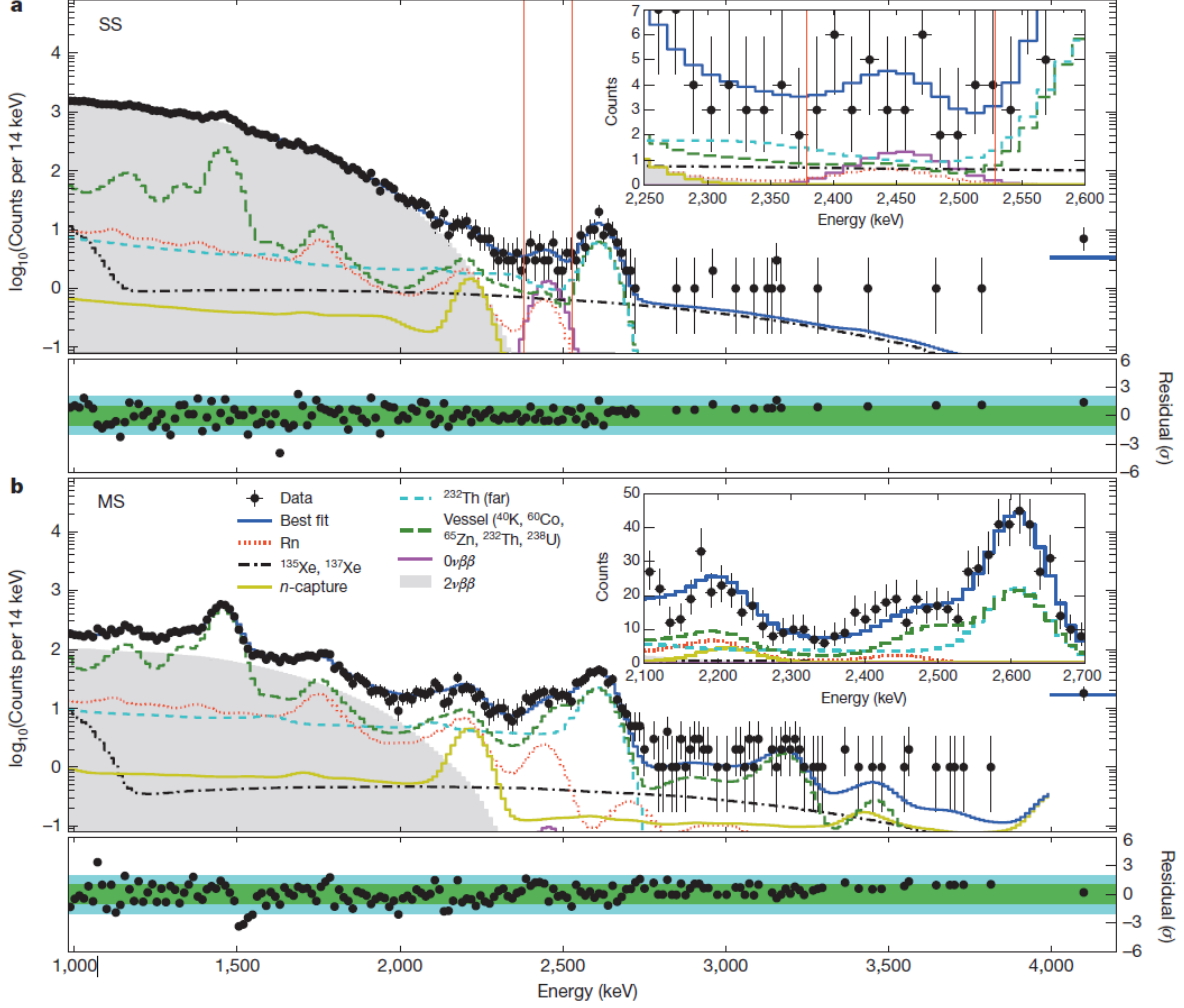 a
SS
log₁₀(Counts per 14 keV)
4
3
2
1
0
−1
Counts
7
6
5
4
3
2
1
0
2,250 2,300 2,350 2,400 2,450 2,500 2,550 2,600
Energy (keV)
6
3
0
−3
−6
Residual (σ)
b
MS
log₁₀(Counts per 14 keV)
4
3
2
1
0
−1
Data
Best fit
Rn
¹³⁵Xe, ¹³⁷Xe
n-capture
²³²Th (far)
Vessel (⁴⁰K, ⁶⁰Co,
⁶⁵Zn, ²³²Th, ²³⁸U)
0νββ
2νββ
Counts
50
40
30
20
10
0
2,100 2,200 2,300 2,400 2,500 2,600 2,700
Energy (keV)
6
3
0
−3
−6
Residual (σ)
1,000 1,500 2,000 2,500 3,000 3,500 4,000
Energy (keV)